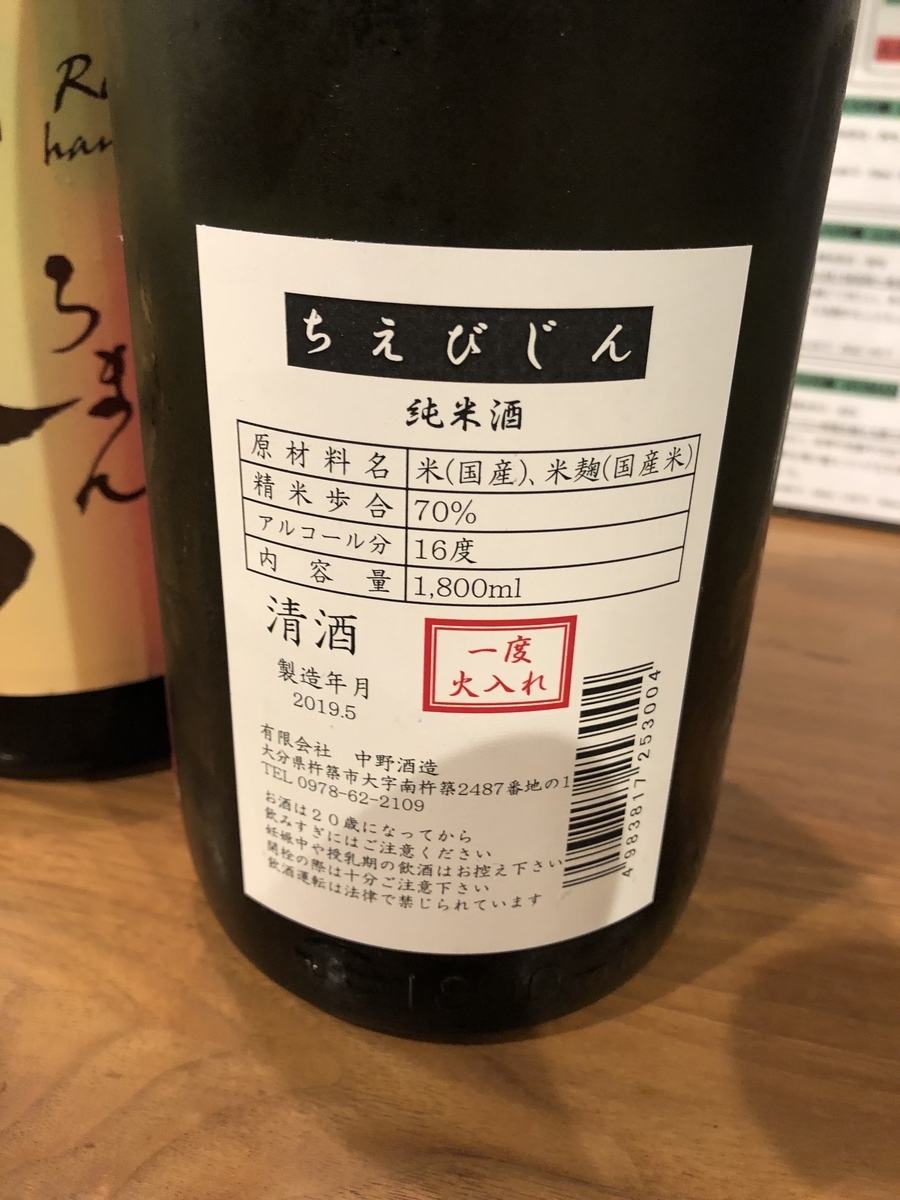 ちえびじん
純米酒
原材料名 米(国産)、米麹(国産米)
精米歩合 70%
アルコール分 16度
内容量 1,800ml
清酒
一度
火入れ
製造年月
2019.5
有限会社 中野酒造
大分県杵築市大字南杵築2487番地の1
TEL 0978-62-2109
お酒は20歳になってから
飲みすぎにはご注意ください
妊娠中や授乳期の飲酒はお控え下さい
開栓の際は十分ご注意下さい
飲酒運転は法律で禁じられています
4983817253004
ろまん